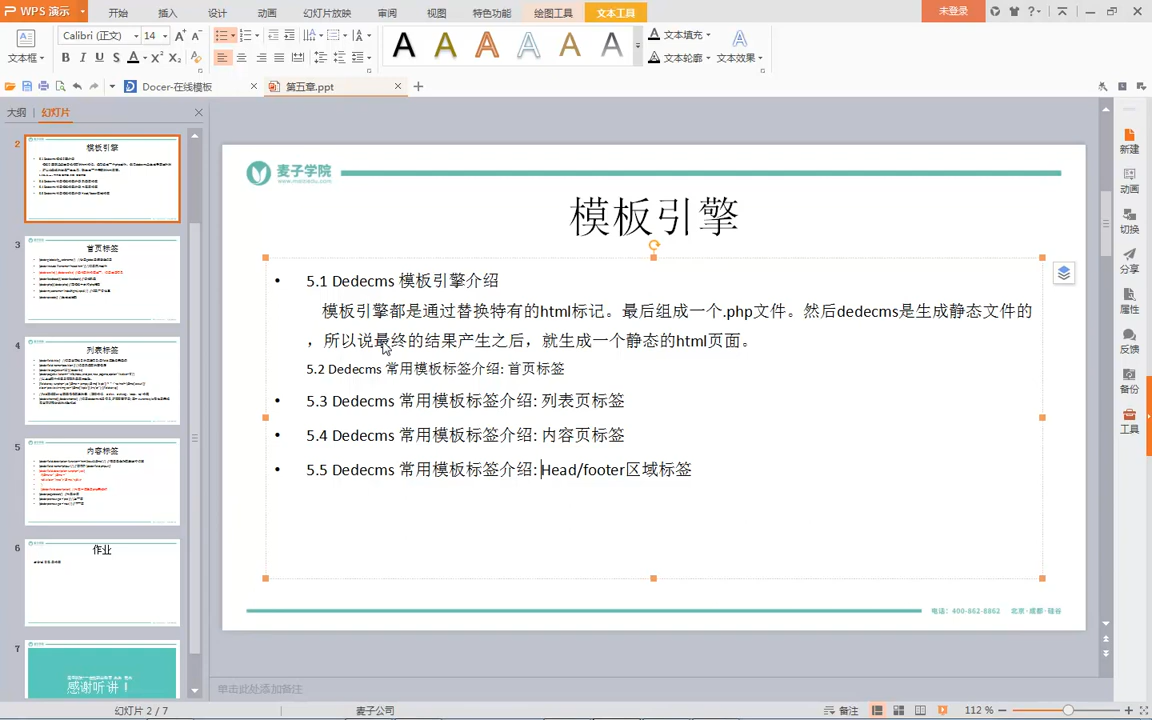 WPS 演示
开始
插入
设计
动画
幻灯片放映
审阅
视图
特色功能
绘图工具
文本工具
未登录
文本框
Calibri (正文)
14
B I U S A X² X₂
A A A A A A
文本填充
文本轮廓
文本效果
Docer-在线模板
第五章.ppt
大纲
幻灯片
2
模板引擎
3
首页标签
4
列表标签
5
内容标签
6
作业
7
感谢听讲！
麦子学院
www.maiziedu.com
模板引擎
• 5.1 Dedecms 模板引擎介绍
模板引擎都是通过替换特有的html标记。最后组成一个.php文件。然后dedecms是生成静态文件的
，所以说最终的结果产生之后，就生成一个静态的html页面。
5.2 Dedecms 常用模板标签介绍: 首页标签
• 5.3 Dedecms 常用模板标签介绍: 列表页标签
• 5.4 Dedecms 常用模板标签介绍: 内容页标签
• 5.5 Dedecms 常用模板标签介绍: Head/footer区域标签
电话：400-862-8862 北京·成都·硅谷
新建
动画
切换
分享
属性
反馈
备份
工具
单击此处添加备注
幻灯片 2 / 7
麦子公司
备注
112 %